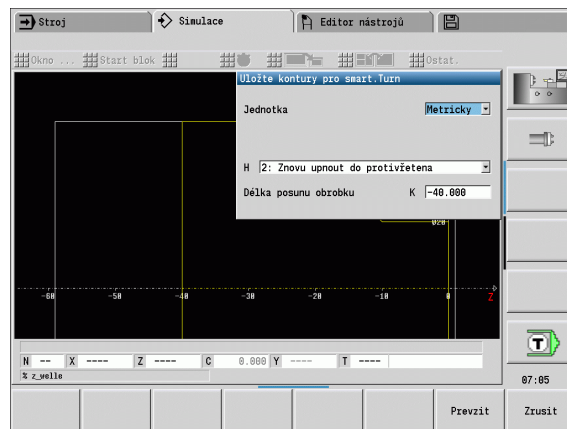 Stroj Simulace Editor nástrojů
Okno ... Start blok Ostat.
Uložte kontury pro smart.Turn
Jednotka Metricky
H 2: Znovu upnout do protivřetena
Délka posunu obrobku K -40.000
Ø20
-60 -50 -40 -30 -20 -10 0 Z
N -- X ---- Z ---- C 0.000 Y ---- T ----
% z_welle
T
07:05
Prevzit Zrusit